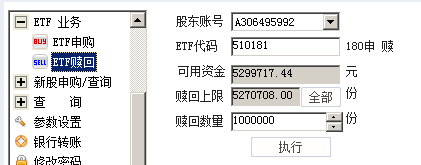 ETF 业务
BUY ETF申购
SELL ETF赎回
新股申购/查询
查 询
参数设置
银行转账
修改密码
股东账号 A306495992
ETF代码 510181 180申 赎
可用资金 5299717.44 元
赎回上限 5270708.00 全部 份
赎回数量 1000000 份
执行